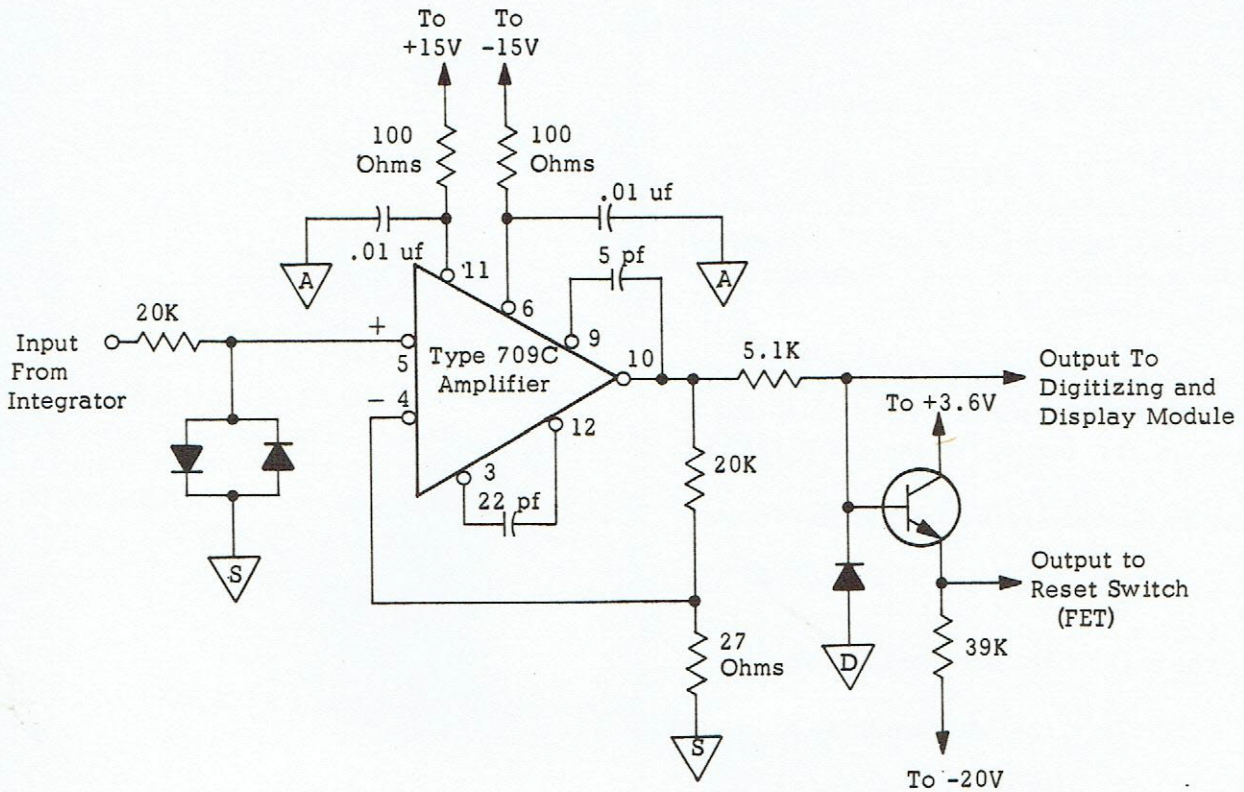 To To
+15V -15V
100
Ohms
100
Ohms
.01 uf
.01 uf
5 pf
A
A
11
6
9
20K
+
5
Type 709C
Amplifier
10
5.1K
Input
From
Integrator
Output To
Digitizing and
Display Module
To +3.6V
-
4
12
3
22 pf
20K
S
Output to
Reset Switch
(FET)
D
27
Ohms
39K
S
To -20V